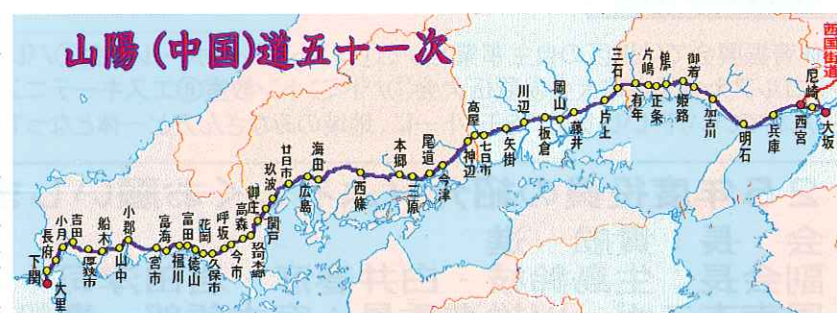 山陽(中国)道五十一次
西国街道
大坂
尼崎
西宮
兵庫
明石
加古川
御着
姫路
正条
片嶋
有年
三石
片上
藤井
岡山
板倉
川辺
矢掛
七日市
高屋
神辺
今津
尾道
三原
本郷
西條
海田
広島
廿日市
玖波
関戸
御庄
玖珂本郷
高森
今市
呼坂
久保市
花岡
徳山
富田
福川
富海
宮市
小郡
山中
船木
厚狭市
吉田
小月
長府
下関
大里